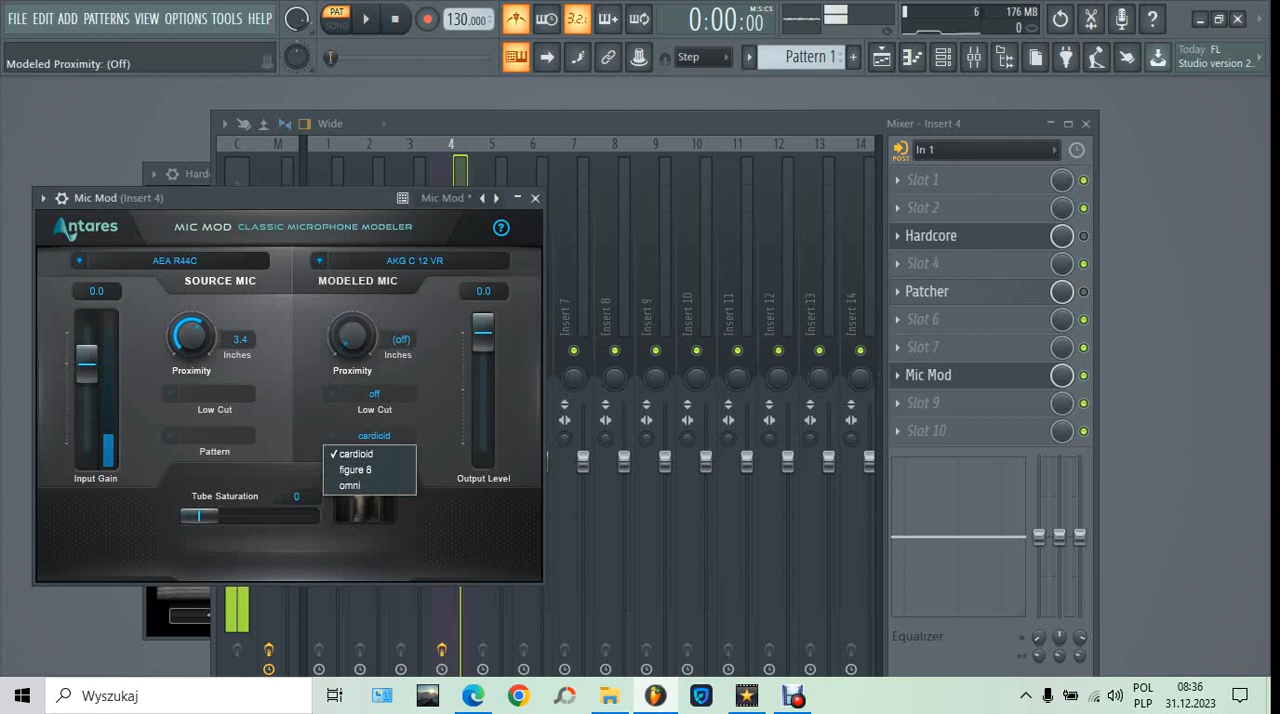 FILE EDIT ADD PATTERNS VIEW OPTIONS TOOLS HELP
PAT
SONG
130.000
3.2.
0:00:00
M:S:CS
6
176 MB
0
Modeled Proximity: (Off)
Step
Pattern 1
+
Today FL
Studio version 2..
Wide
Mixer - Insert 4
C M 1 2 3 4 5 6 7 8 9 10 11 12 13 14
POST
In 1
Hard
Mic Mod (Insert 4)
Mic Mod *
Antares
MIC MOD CLASSIC MICROPHONE MODELER
?
AEA R44C
AKG C 12 VR
SOURCE MIC
MODELED MIC
0.0
0.0
3.4
Inches
(off)
Inches
Proximity
Proximity
off
Low Cut
Low Cut
cardioid
Pattern
cardioid
figure 8
omni
Input Gain
Output Level
Tube Saturation
0
Insert 7
Insert 8
Insert 9
Insert 10
Insert 11
Insert 12
Insert 13
Insert 14
Slot 1
Slot 2
Hardcore
Slot 4
Patcher
Slot 6
Slot 7
Mic Mod
Slot 9
Slot 10
Equalizer
Wyszukaj
POL
PLP
08:36
31.12.2023